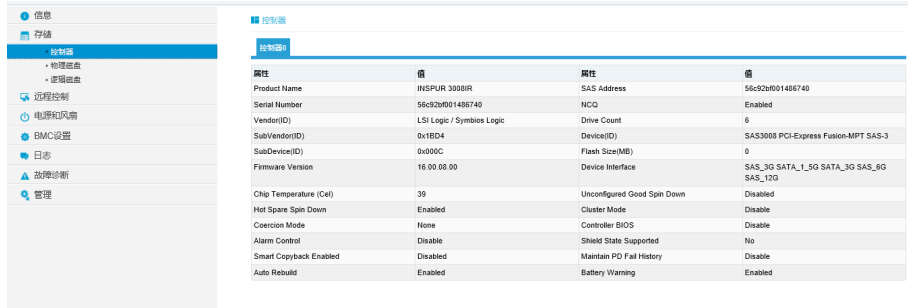 信息
存储
控制器
物理磁盘
逻辑磁盘
远程控制
电源和风扇
BMC设置
日志
故障诊断
管理
控制器
控制器0
属性 值 属性 值
Product Name INSPUR 3008IR SAS Address 56c92bf001486740
Serial Number 56c92bf001486740 NCQ Enabled
Vendor(ID) LSI Logic / Symbios Logic Drive Count 6
SubVendor(ID) 0x1BD4 Device(ID) SAS3008 PCI-Express Fusion-MPT SAS-3
SubDevice(ID) 0x000C Flash Size(MB) 0
Firmware Version 16.00.08.00 Device Interface SAS_3G SATA_1_5G SATA_3G SAS_6G
SAS_12G
Chip Temperature (Cel) 39 Unconfigured Good Spin Down Disabled
Hot Spare Spin Down Enabled Cluster Mode Disable
Coercion Mode None Controller BIOS Disable
Alarm Control Disable Shield State Supported No
Smart Copyback Enabled Disabled Maintain PD Fail History Disable
Auto Rebuild Enabled Battery Warning Enabled